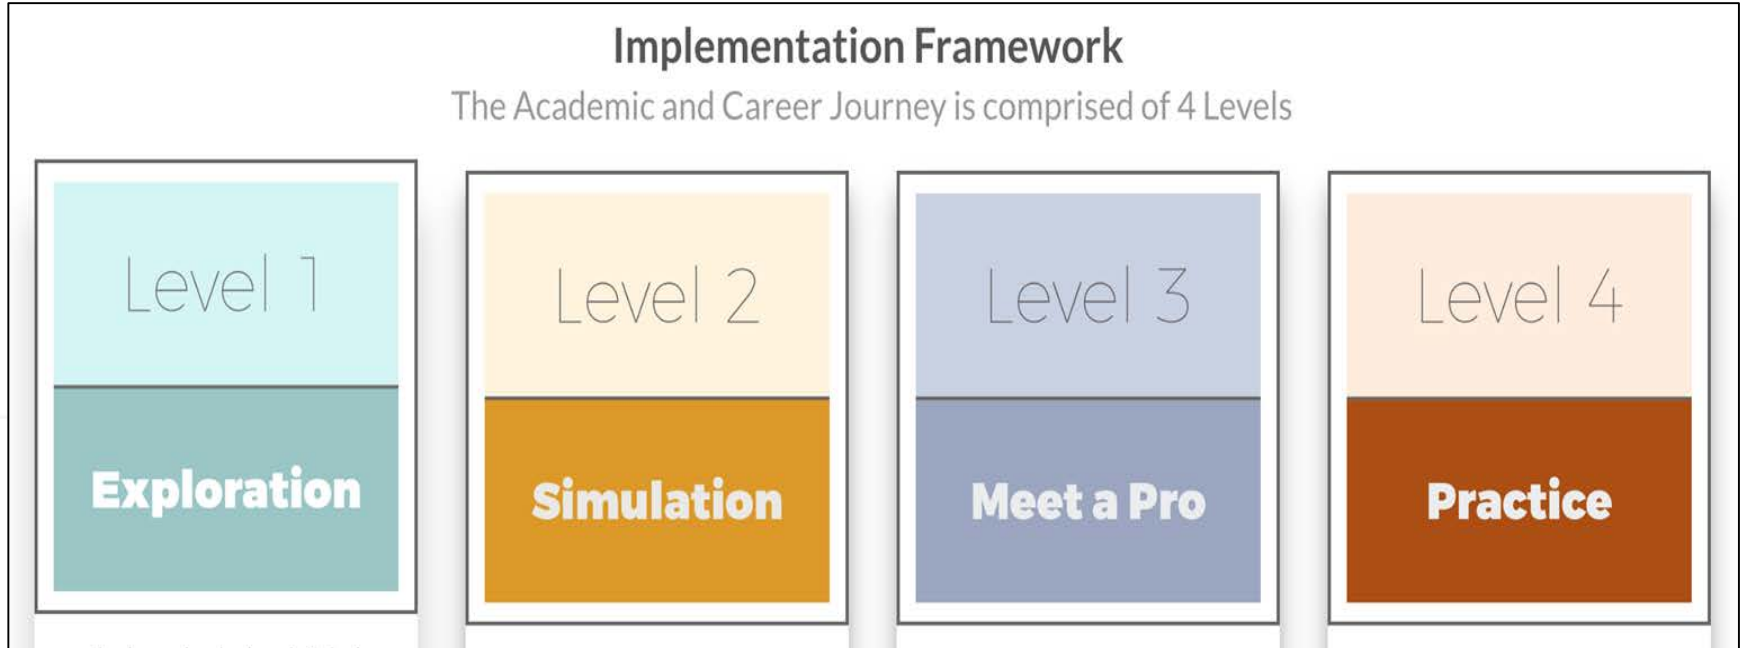 Implementation Framework
The Academic and Career Journey is comprised of 4 Levels
Level 1
Exploration
Level 2
Simulation
Level 3
Meet a Pro
Level 4
Practice